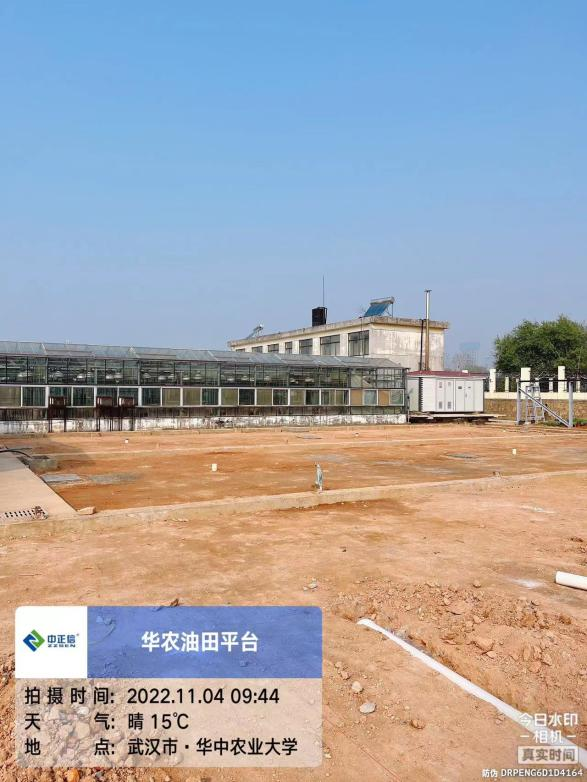 中正信
ZZSEN
华农油田平台
拍摄时间: 2022.11.04 09:44
天气: 晴 15℃
地点: 武汉市·华中农业大学
今日水印
相机
真实时间
防伪 DRPENG6D1D4164